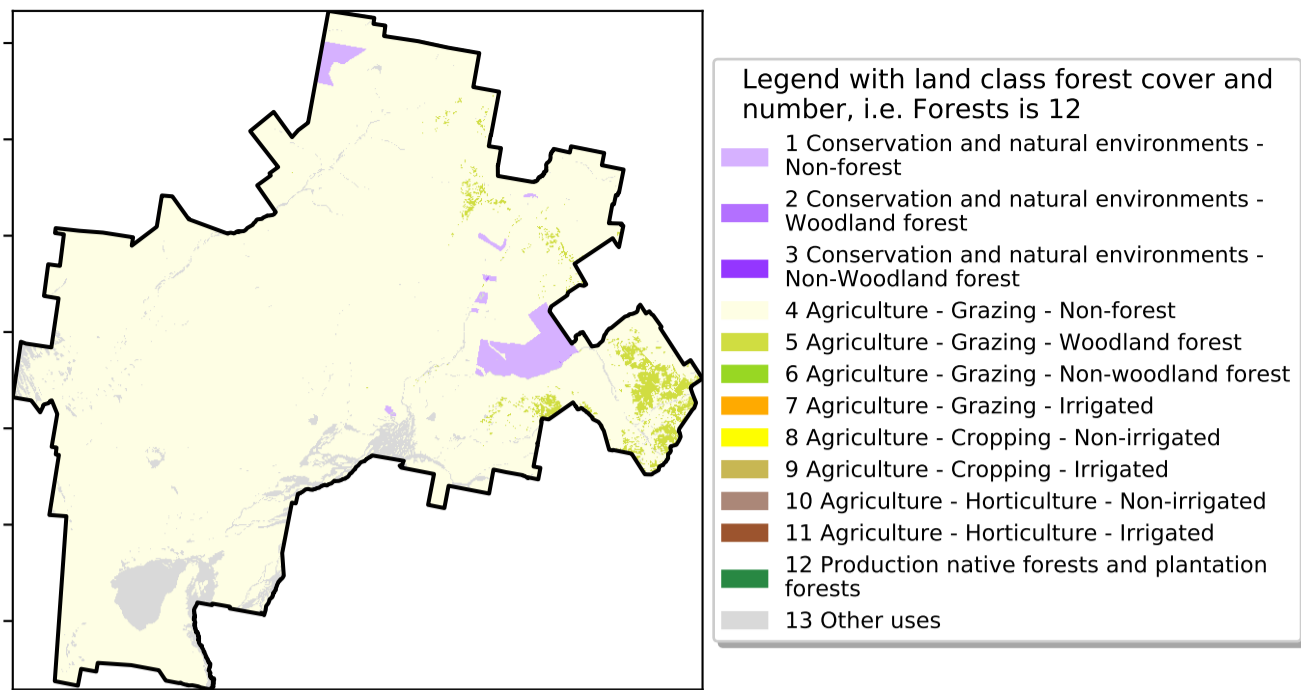 Legend with land class forest cover and
number, i.e. Forests is 12
1 Conservation and natural environments -
Non-forest
2 Conservation and natural environments -
Woodland forest
3 Conservation and natural environments -
Non-Woodland forest
4 Agriculture - Grazing - Non-forest
5 Agriculture - Grazing - Woodland forest
6 Agriculture - Grazing - Non-woodland forest
7 Agriculture - Grazing - Irrigated
8 Agriculture - Cropping - Non-irrigated
9 Agriculture - Cropping - Irrigated
10 Agriculture - Horticulture - Non-irrigated
11 Agriculture - Horticulture - Irrigated
12 Production native forests and plantation
forests
13 Other uses